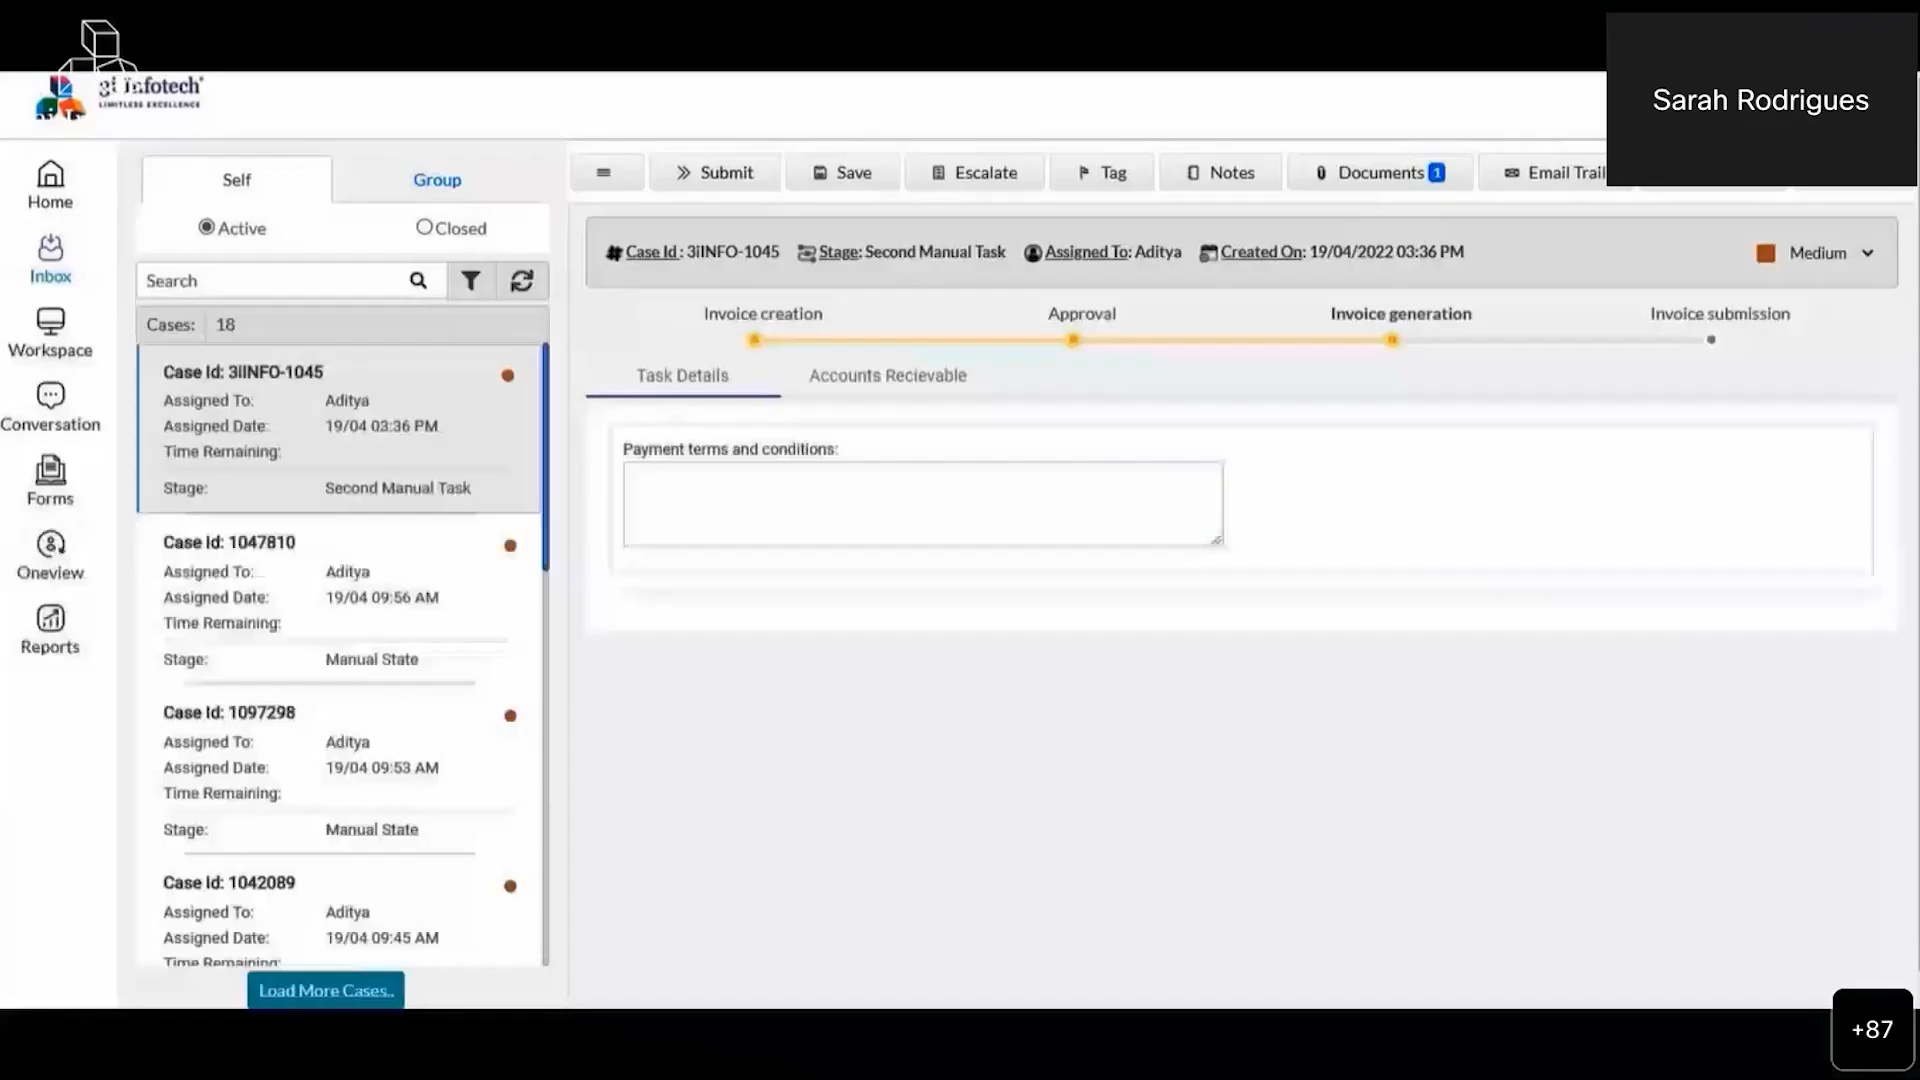 3i Infotech®
LIMITLESS EXCELLENCE
Sarah Rodrigues
Home
Inbox
Workspace
Conversation
Forms
Oneview
Reports
Self
Group
Active
Closed
Search
Cases: 18
Case Id: 3IINFO-1045
Assigned To: Aditya
Assigned Date: 19/04 03:36 PM
Time Remaining:
Stage: Second Manual Task
Case Id: 1047810
Assigned To: Aditya
Assigned Date: 19/04 09:56 AM
Time Remaining:
Stage: Manual State
Case Id: 1097298
Assigned To: Aditya
Assigned Date: 19/04 09:53 AM
Time Remaining:
Stage: Manual State
Case Id: 1042089
Assigned To: Aditya
Assigned Date: 19/04 09:45 AM
Time Remaining:
Load More Cases..
Submit
Save
Escalate
Tag
Notes
Documents 1
Email Trail
Case Id : 3iINFO-1045 Stage: Second Manual Task Assigned To: Aditya Created On: 19/04/2022 03:36 PM
Medium
Invoice creation
Approval
Invoice generation
Invoice submission
Task Details
Accounts Recievable
Payment terms and conditions:
+87